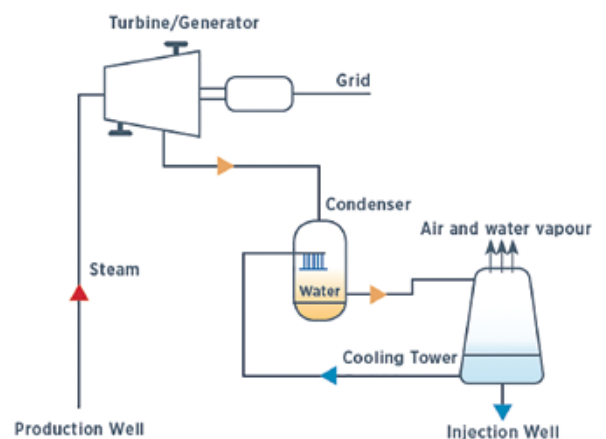 Turbine/Generator
Grid
Condenser
Air and water vapour
Steam
Water
Cooling Tower
Production Well
Injection Well